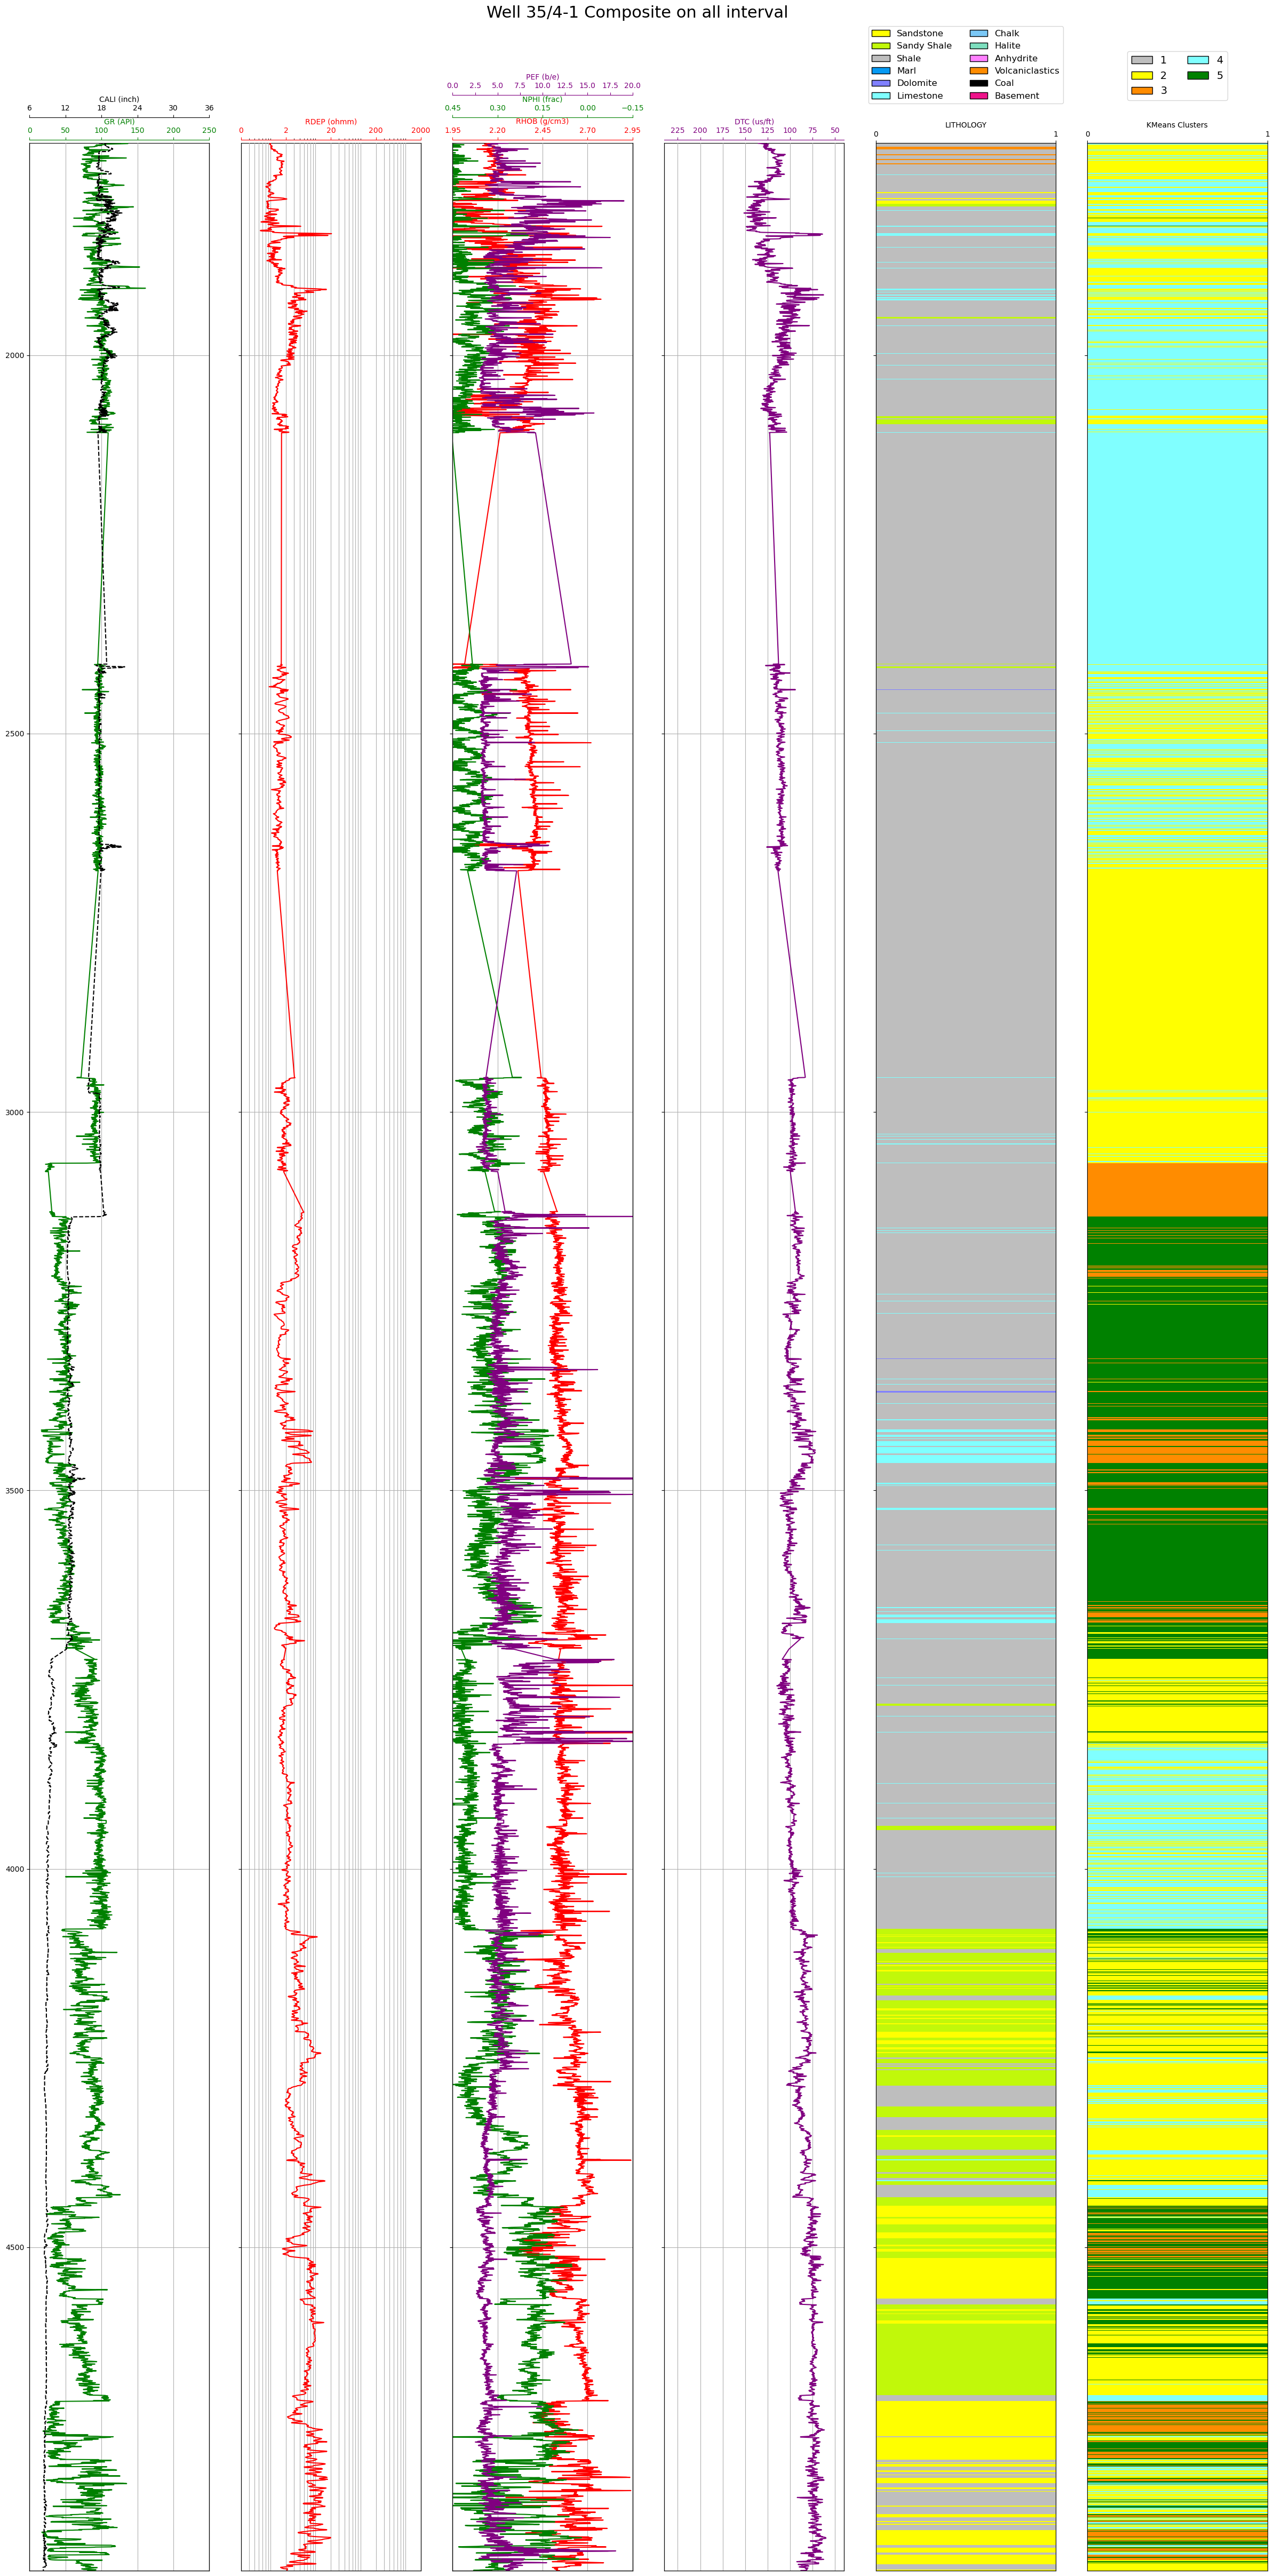 Well 35/4-1 Composite on all interval
Sandstone Chalk
Sandy Shale Halite
Shale Anhydrite
Marl Volcaniclastics
Dolomite Coal
Limestone Basement
1 4
2 5
3
PEF (b/e)
0.0 2.5 5.0 7.5 10.0 12.5 15.0 17.5 20.0
CALI (inch)
6 12 18 24 30 36
NPHI (frac)
0.45 0.30 0.15 0.00 −0.15
GR (API)
0 50 100 150 200 250
RDEP (ohmm)
0 2 20 200 2000
RHOB (g/cm3)
1.95 2.20 2.45 2.70 2.95
DTC (us/ft)
225 200 175 150 125 100 75 50
LITHOLOGY
0 1
KMeans Clusters
0 1
2000
2500
3000
3500
4000
4500